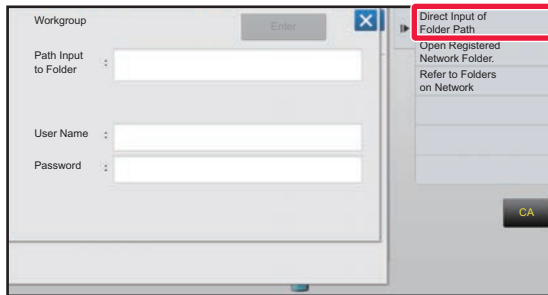 Workgroup
Enter
Path Input
to Folder :
User Name :
Password :
Direct Input of
Folder Path
Open Registered
Network Folder.
Refer to Folders
on Network
CA